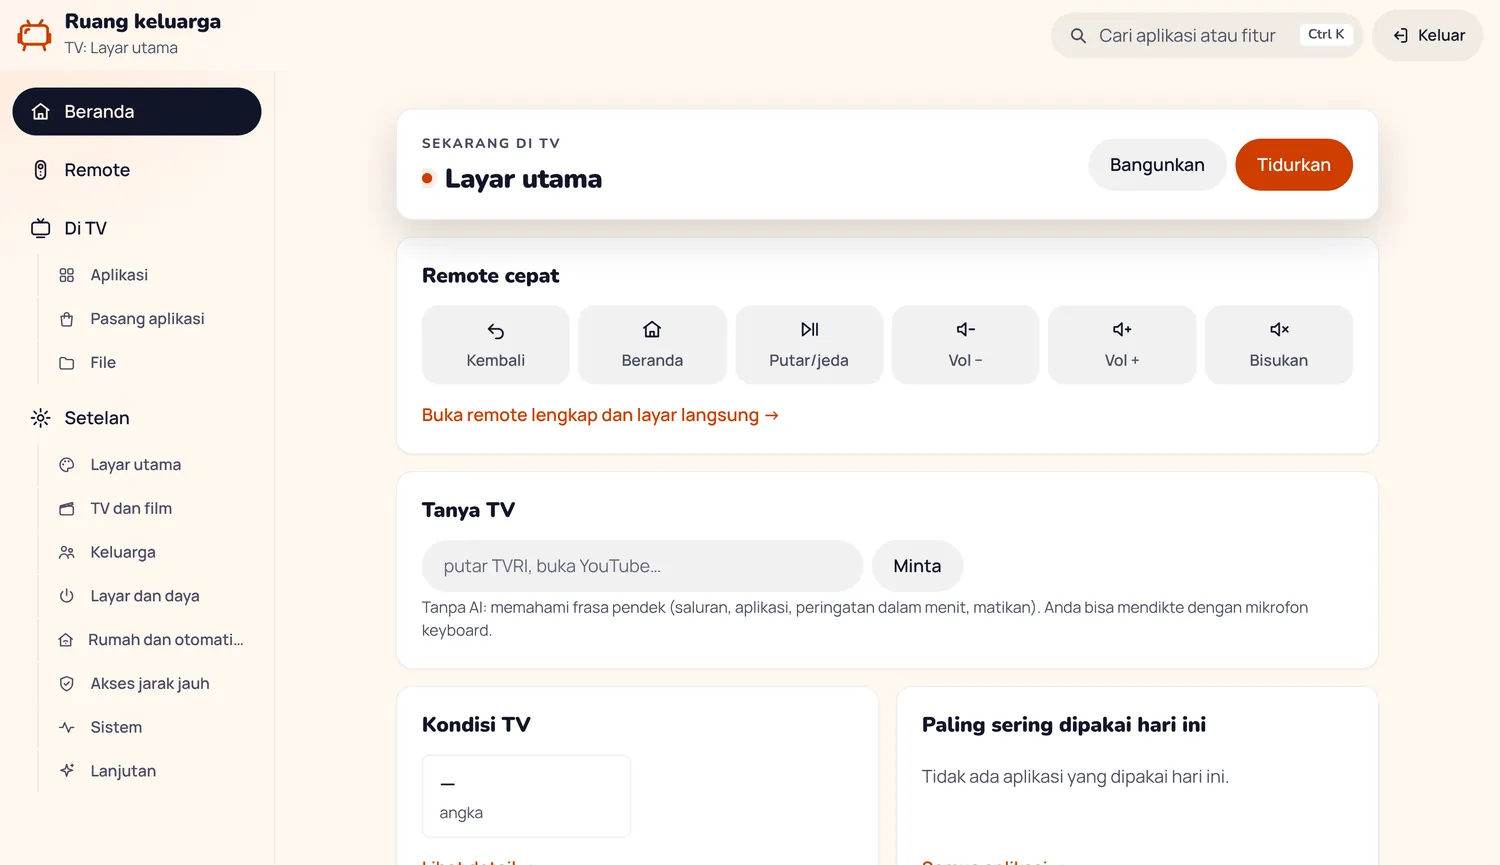 Ruang keluarga
TV: Layar utama
Cari aplikasi atau fitur
Ctrl K
Keluar
Beranda
Remote
Di TV
Aplikasi
Pasang aplikasi
File
Setelan
Layar utama
TV dan film
Keluarga
Layar dan daya
Rumah dan otomati...
Akses jarak jauh
Sistem
Lanjutan
SEKARANG DI TV
Layar utama
Bangunkan
Tidurkan
Remote cepat
Kembali
Beranda
Putar/jeda
Vol −
Vol +
Bisukan
Buka remote lengkap dan layar langsung →
Tanya TV
putar TVRI, buka YouTube...
Minta
Tanpa AI: memahami frasa pendek (saluran, aplikasi, peringatan dalam menit, matikan). Anda bisa mendikte dengan mikrofon
keyboard.
Kondisi TV
—
angka
Paling sering dipakai hari ini
Tidak ada aplikasi yang dipakai hari ini.